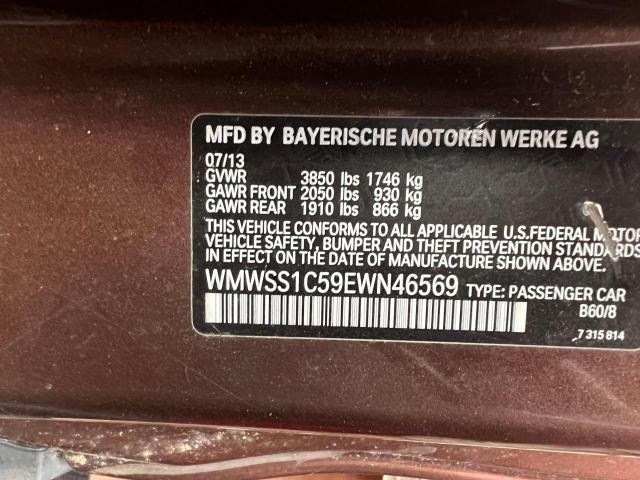 MFD BY BAYERISCHE MOTOREN WERKE AG
07/13
GVWR 3850 lbs 1746 kg
GAWR FRONT 2050 lbs 930 kg
GAWR REAR 1910 lbs 866 kg
THIS VEHICLE CONFORMS TO ALL APPLICABLE U.S.FEDERAL MOTOR
VEHICLE SAFETY, BUMPER AND THEFT PREVENTION STANDARDS
IN EFFECT ON THE DATE OF MANUFACTURE SHOWN ABOVE.
WMWSS1C59EWN46569 TYPE: PASSENGER CAR
B60/8
7 315 814